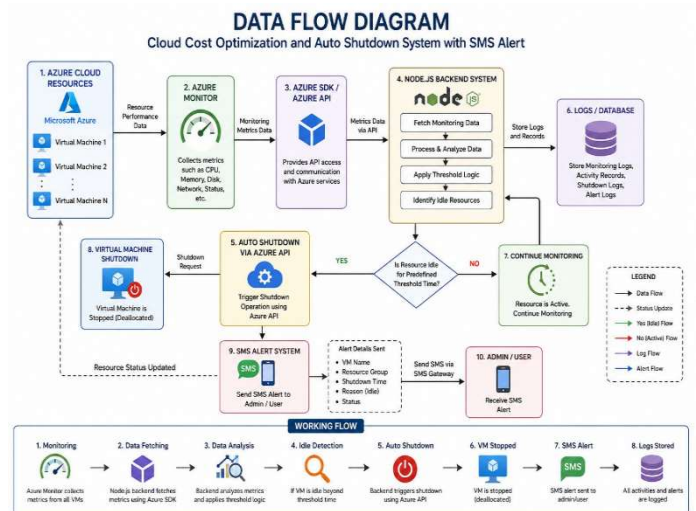 DATA FLOW DIAGRAM
Cloud Cost Optimization and Auto Shutdown System with SMS Alert
1. AZURE CLOUD
RESOURCES
Microsoft Azure
Virtual Machine 1
Virtual Machine 2
Virtual Machine N
Resource
Performance
Data
2. AZURE
MONITOR
Collects metrics
such as CPU,
Memory, Disk,
Network, Status,
etc.
Monitoring
Metrics Data
3. AZURE SDK /
AZURE API
Provides API access
and communication
with Azure services
Metrics Data
via API
4. NODE.JS BACKEND SYSTEM
node JS
Fetch Monitoring Data
Process & Analyze Data
Apply Threshold Logic
Identify Idle Resources
Store Logs
and Records
6. LOGS / DATABASE
Store Monitoring Logs,
Activity Records,
Shutdown Logs,
Alert Logs
8. VIRTUAL MACHINE
SHUTDOWN
Virtual Machine is
Stopped (Deallocated)
Shutdown
Request
5. AUTO SHUTDOWN
VIA AZURE API
Trigger Shutdown
Operation using
Azure API
YES
Is Resource Idle
for Predefined
Threshold Time?
NO
7. CONTINUE MONITORING
Resource is Active.
Continue Monitoring
LEGEND
Data Flow
Status Update
Yes (Idle) Flow
No (Active) Flow
Log Flow
Alert Flow
Resource Status Updated
9. SMS ALERT SYSTEM
SMS
Send SMS Alert to
Admin / User
Alert Details Sent
• VM Name
• Resource Group
• Shutdown Time
• Reason (Idle)
• Status
Send SMS via
SMS Gateway
10. ADMIN / USER
Receive SMS
Alert
WORKING FLOW
1. Monitoring
Azure Monitor collects
metrics from all VMs
2. Data Fetching
Node.js backend fetches
metrics using Azure SDK
3. Data Analysis
Backend analyzes metrics
and applies threshold logic
4. Idle Detection
If VM is idle beyond
threshold time
5. Auto Shutdown
Backend triggers shutdown
using Azure API
6. VM Stopped
VM is stopped
(deallocated)
7. SMS Alert
SMS
SMS alert sent to
admin/user
8. Logs Stored
All activities and alerts
are logged